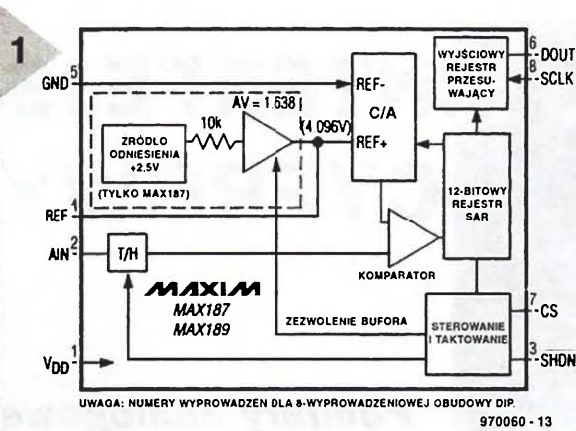 1
GND 5
REF-
C/A
REF+
(4.096V)
AV = 1.638
10k
ŹRÓDŁO
ODNIESIENIA
+2,5V
(TYLKO MAX187)
WYJŚCIOWY
REJESTR
PRZESU-
WAJĄCY
6 DOUT
8 SCLK
12-BITOWY
REJESTR
SAR
REF 1
AIN 2
T/H
KOMPARATOR
MAXIM
MAX187
MAX189
ZEZWOLENIE BUFORA
STEROWANIE
I TAKTOWANIE
7 CS
3 SHDN
VDD 1
UWAGA: NUMERY WYPROWADZEŃ DLA 8-WYPROWADZENIOWEJ OBUDOWY DIP.
970060 - 13